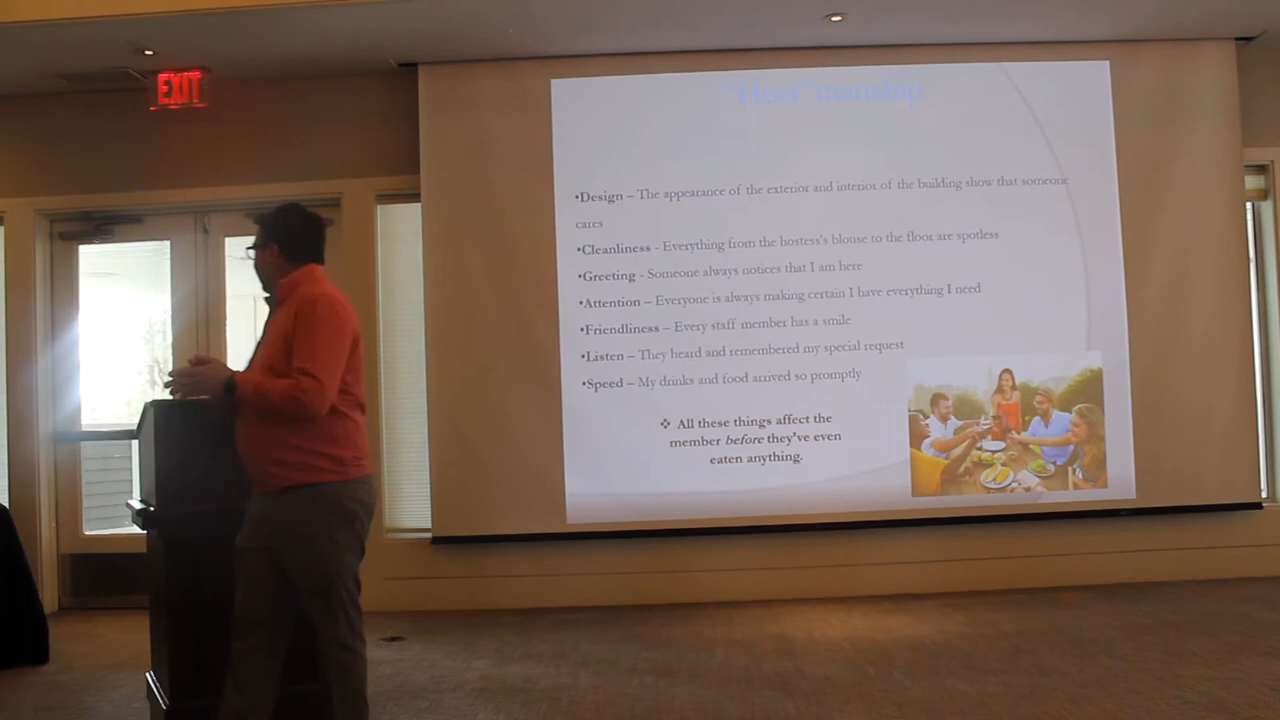 EXIT
"Host" manship
•Design – The appearance of the exterior and interior of the building show that someone
cares
•Cleanliness - Everything from the hostess's blouse to the floor are spotless
•Greeting - Someone always notices that I am here
•Attention – Everyone is always making certain I have everything I need
•Friendliness – Every staff member has a smile
•Listen – They heard and remembered my special request
•Speed – My drinks and food arrived so promptly
❖ All these things affect the
member before they've even
eaten anything.